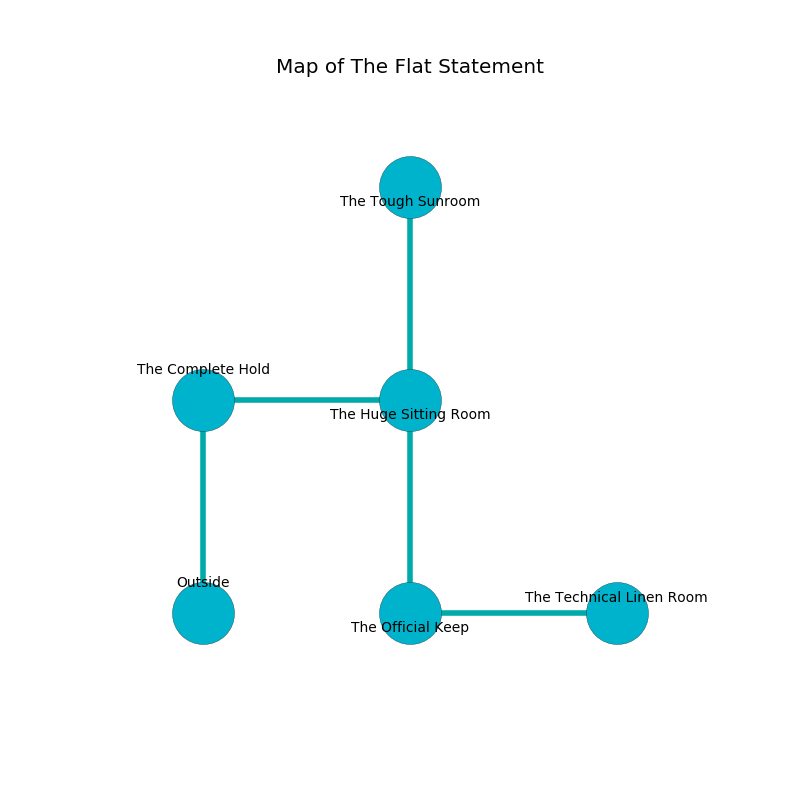 Map of The Flat Statement
The Tough Sunroom
The Complete Hold
The Huge Sitting Room
Outside
The Technical Linen Room
The Official Keep